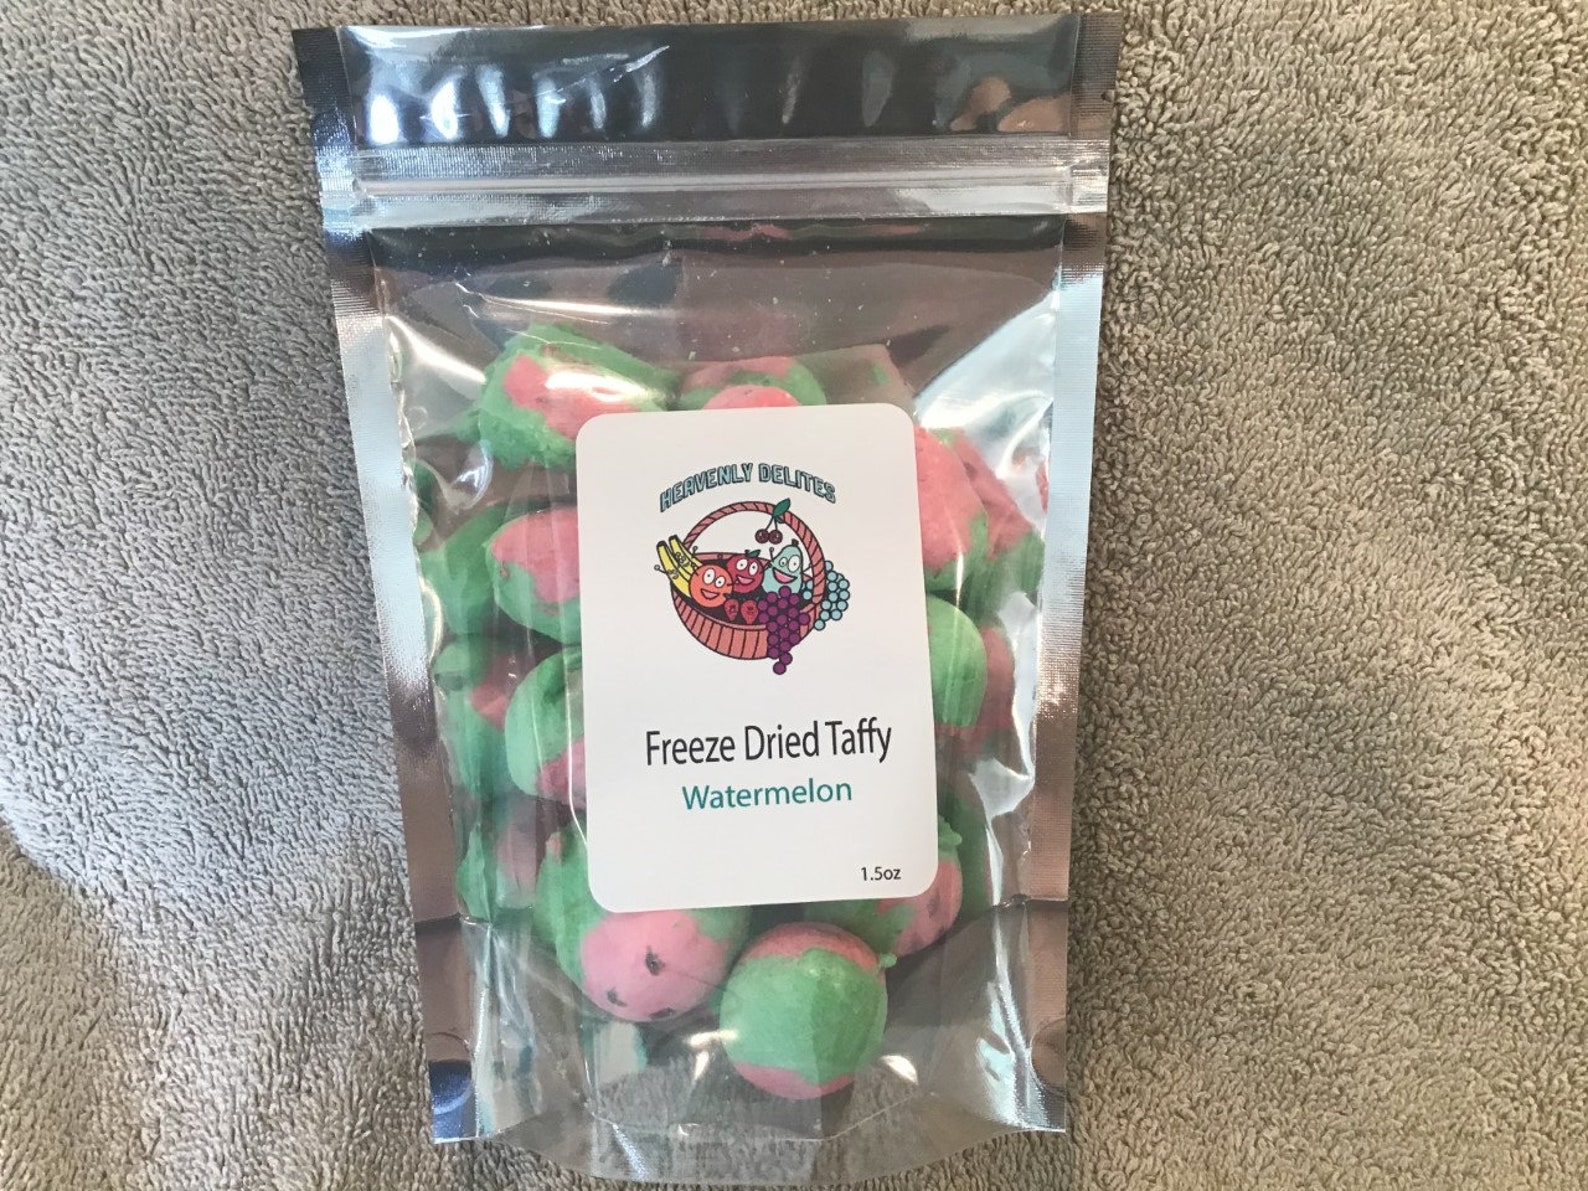 HEAVENLY DELITES
Freeze Dried Taffy
Watermelon
1.5oz